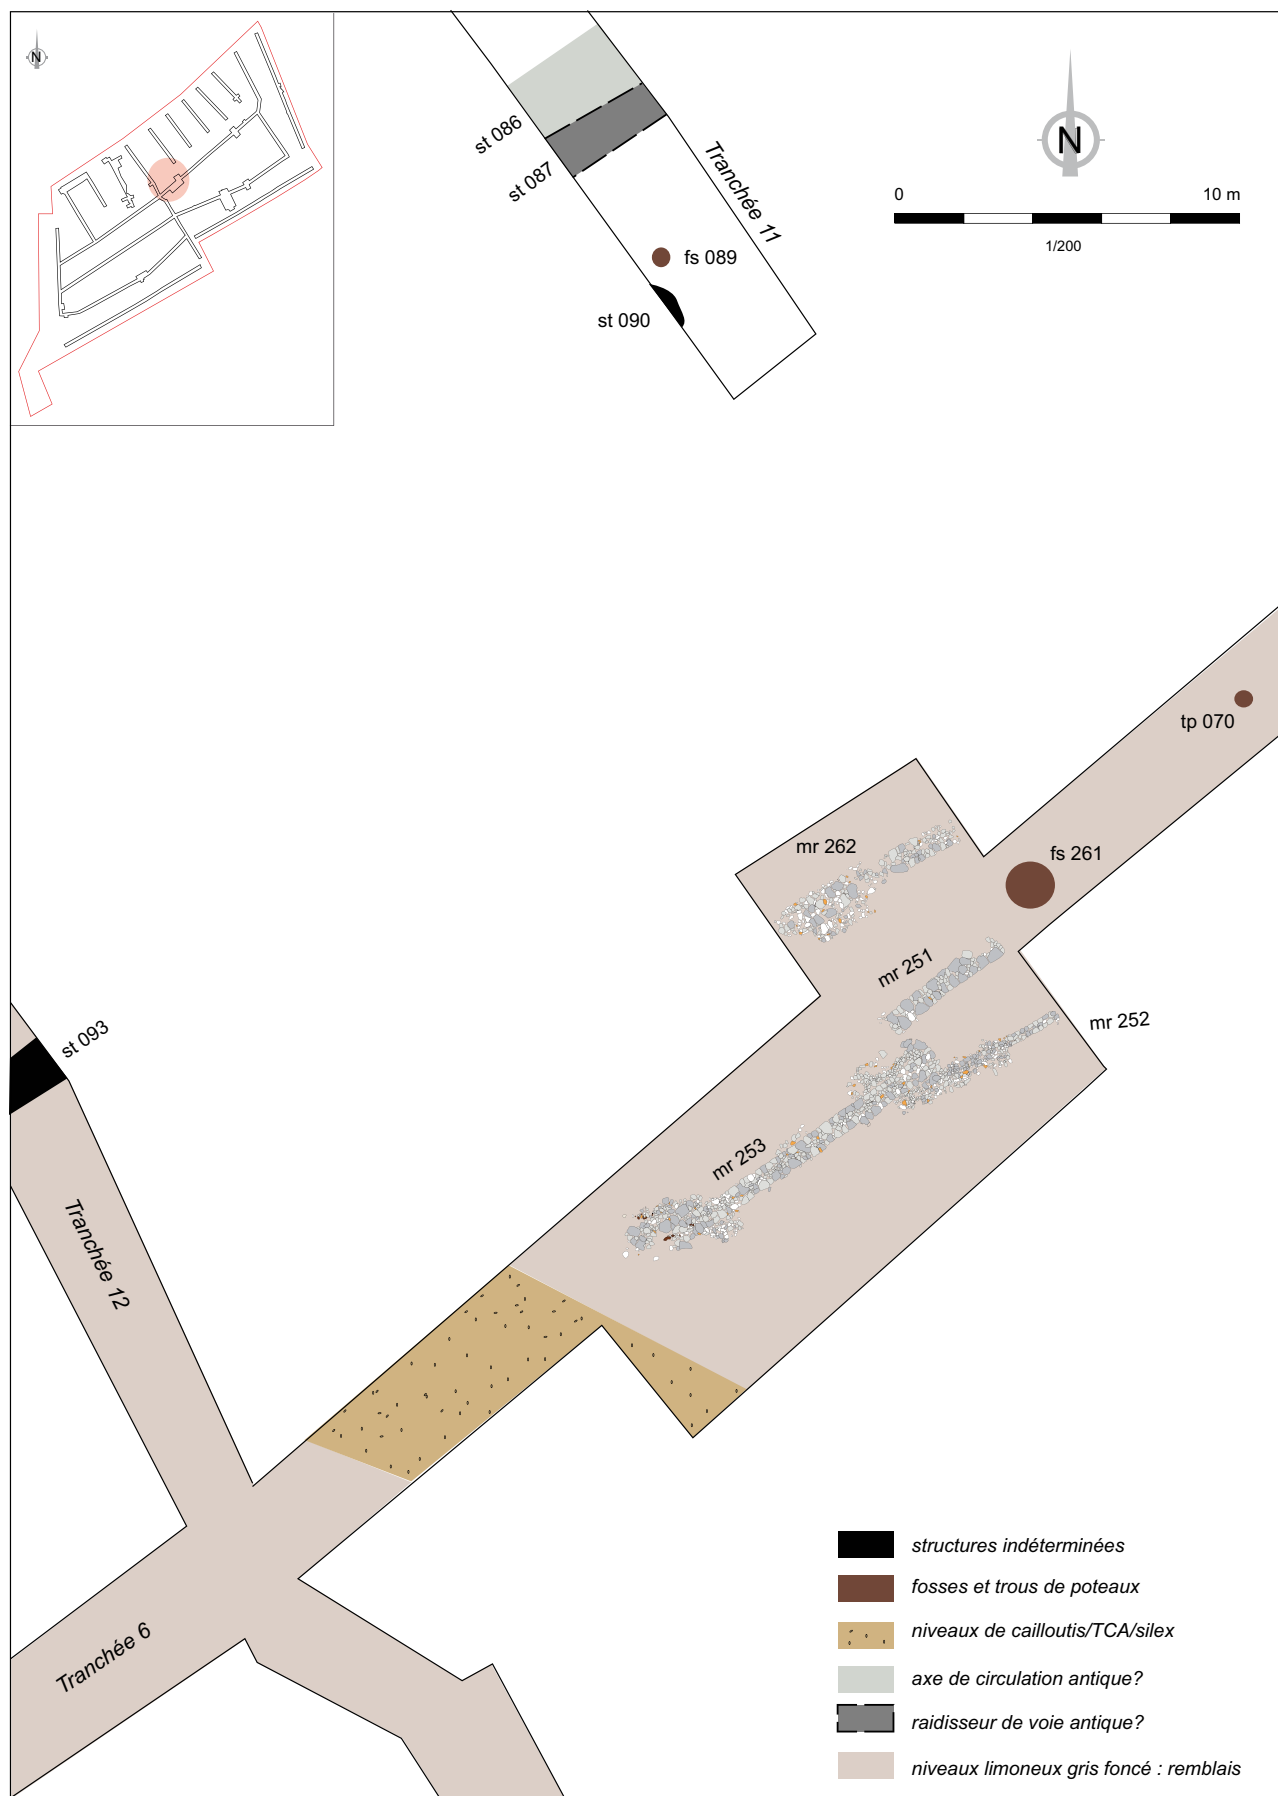 N
st 086
st 087
Tranchée 11
fs 089
st 090
N
0 10 m
1/200
tp 070
mr 262
fs 261
mr 251
mr 252
st 093
mr 253
Tranchée 12
Tranchée 6
structures indéterminées
fosses et trous de poteaux
niveaux de cailloutis/TCA/silex
axe de circulation antique?
raidisseur de voie antique?
niveaux limoneux gris foncé : remblais